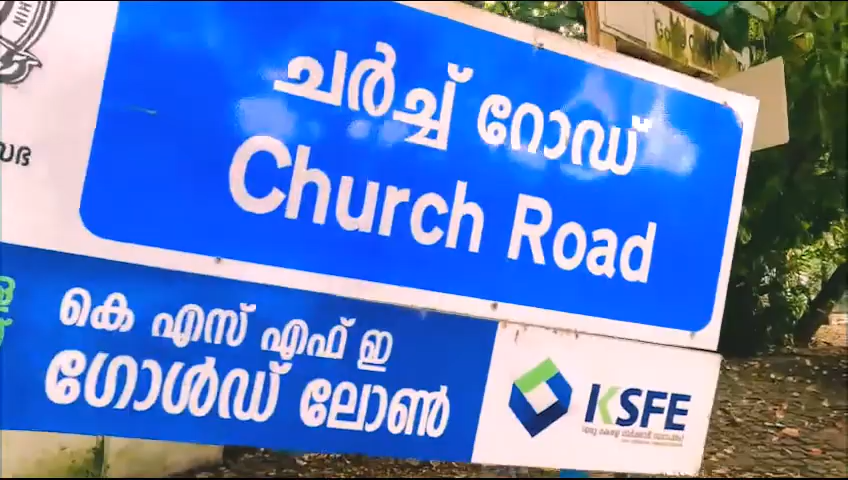 ചർച്ച് റോഡ്
Church Road
കെ എസ് എഫ് ഇ
ഗോൾഡ് ലോൺ
KSFE